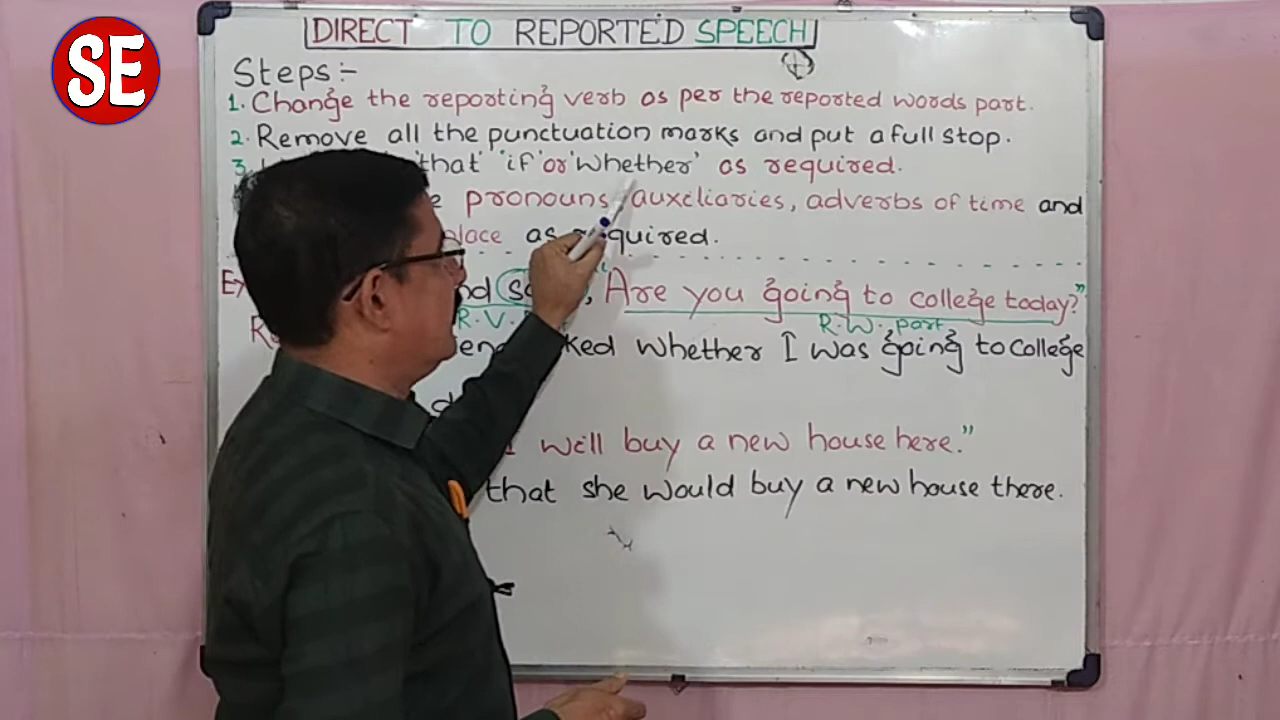 SE
DIRECT TO REPORTED SPEECH
Steps:-
1. Change the reporting verb as per the reported words part.
2. Remove all the punctuation marks and put a full stop.
3. 'that' 'if' or 'whether' as required.
pronouns, auxiliaries, adverbs of time and
place as required.
Are you going to college today?"
R.V. R.W. part
whether I was going to college
I will buy a new house here."
that she would buy a new house there.